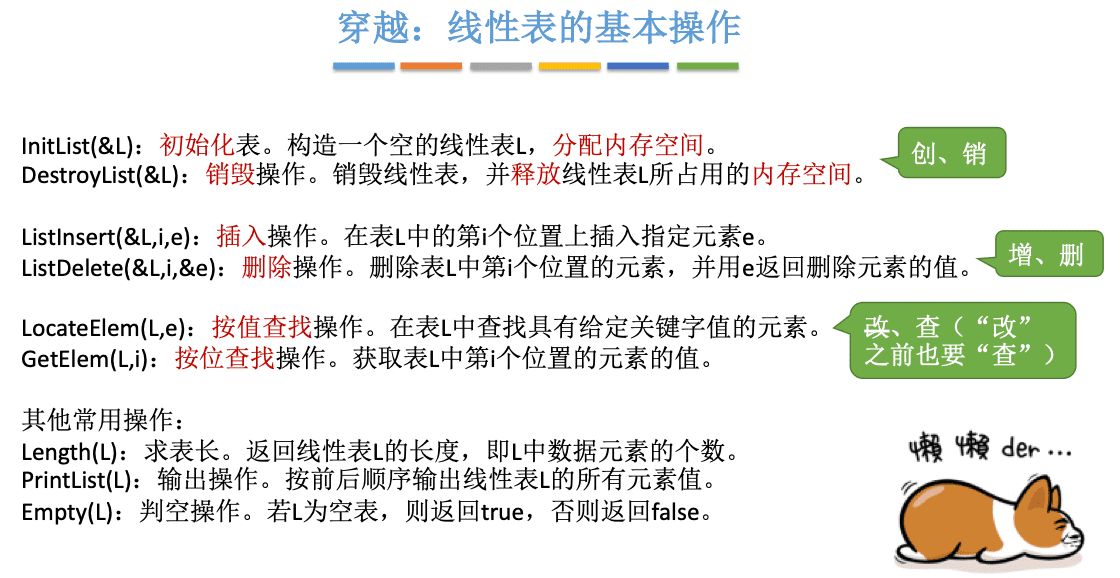 穿越：线性表的基本操作
InitList(&L)：初始化表。构造一个空的线性表L，分配内存空间。
DestroyList(&L)：销毁操作。销毁线性表，并释放线性表L所占用的内存空间。
创、销
ListInsert(&L,i,e)：插入操作。在表L中的第i个位置上插入指定元素e。
ListDelete(&L,i,&e)：删除操作。删除表L中第i个位置的元素，并用e返回删除元素的值。
增、删
LocateElem(L,e)：按值查找操作。在表L中查找具有给定关键字值的元素。
GetElem(L,i)：按位查找操作。获取表L中第i个位置的元素的值。
改、查（“改”
之前也要“查”）
其他常用操作：
Length(L)：求表长。返回线性表L的长度，即L中数据元素的个数。
PrintList(L)：输出操作。按前后顺序输出线性表L的所有元素值。
Empty(L)：判空操作。若L为空表，则返回true，否则返回false。
懒 懒 der ...